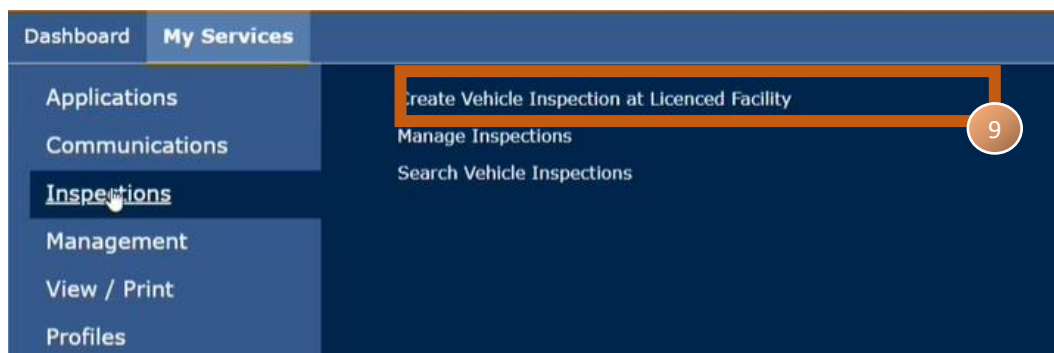 Dashboard My Services
Applications
Communications
Inspections
Management
View / Print
Profiles
Create Vehicle Inspection at Licenced Facility
Manage Inspections
Search Vehicle Inspections
9